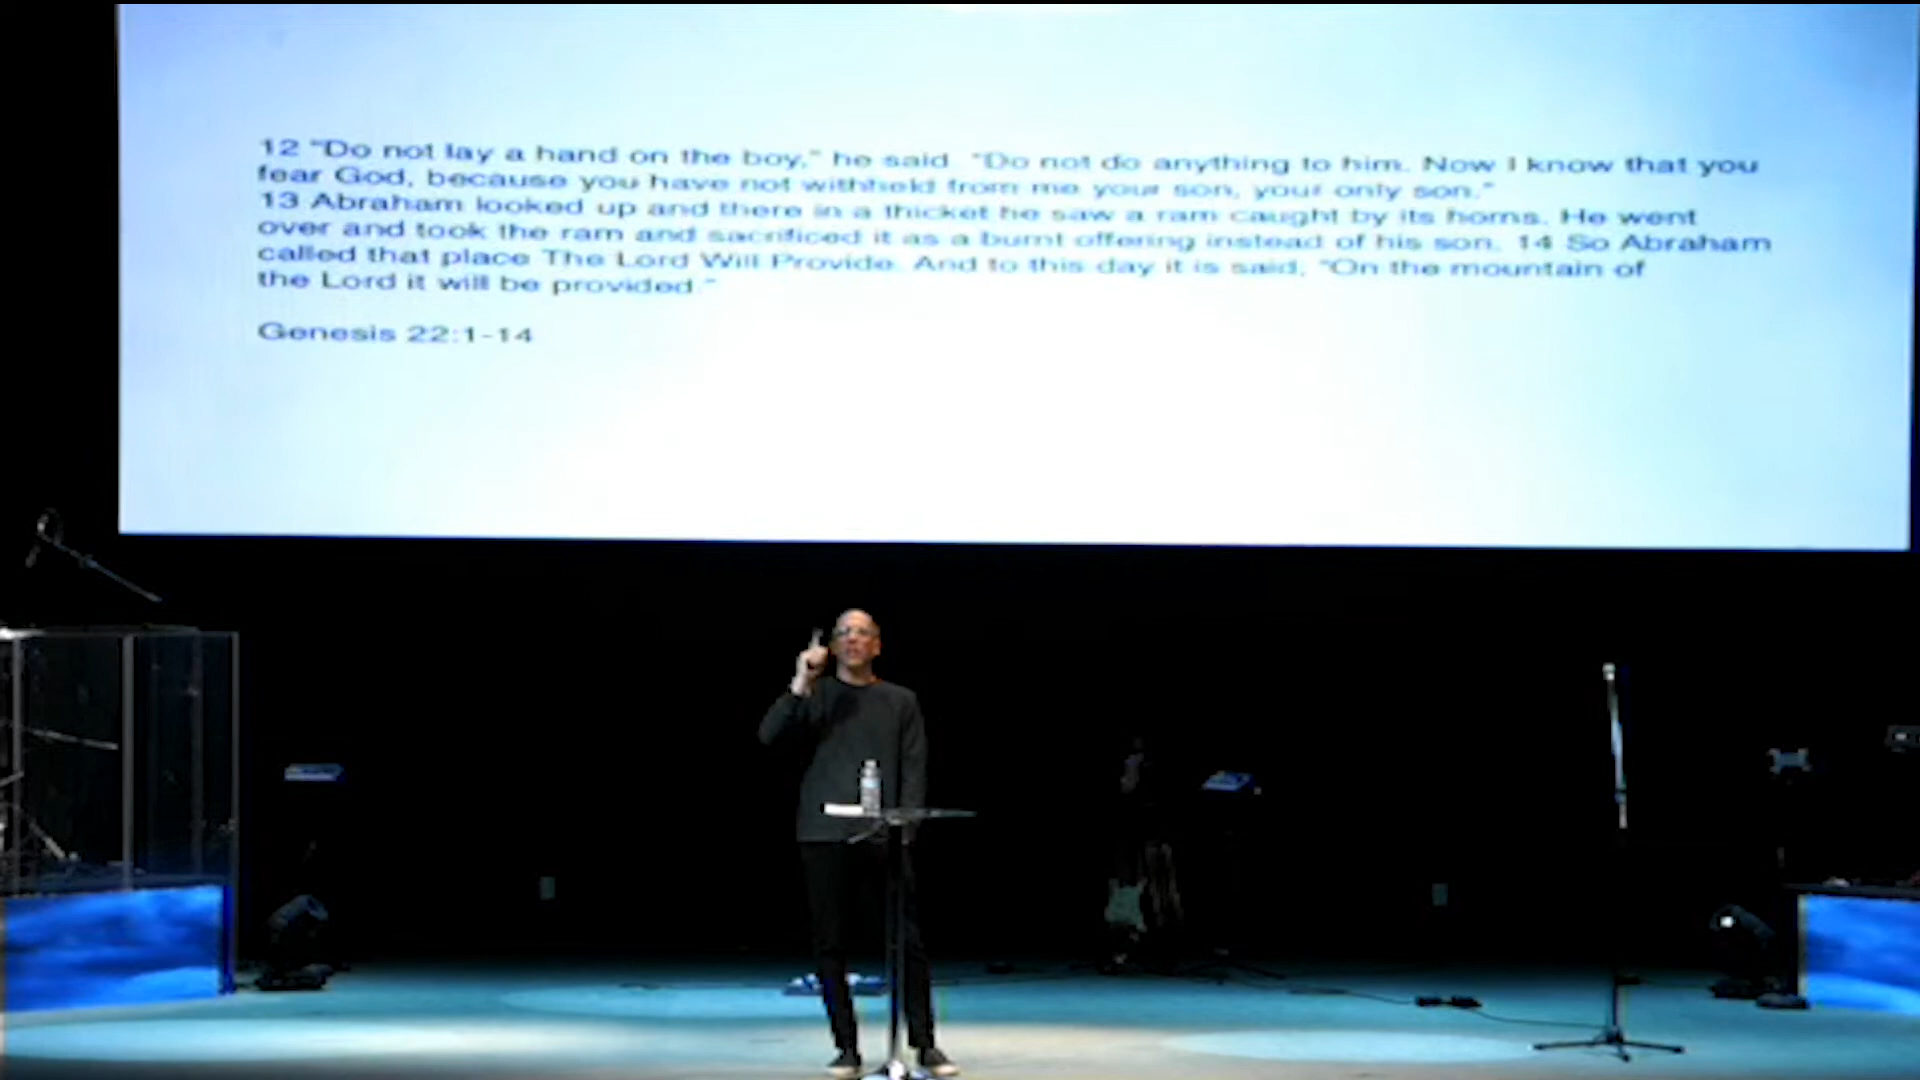 12 "Do not lay a hand on the boy," he said. "Do not do anything to him. Now I know that you
fear God, because you have not withheld from me your son, your only son."
13 Abraham looked up and there in a thicket he saw a ram caught by its horns. He went
over and took the ram and sacrificed it as a burnt offering instead of his son. 14 So Abraham
called that place The Lord Will Provide. And to this day it is said, "On the mountain of
the Lord it will be provided."
Genesis 22:1-14